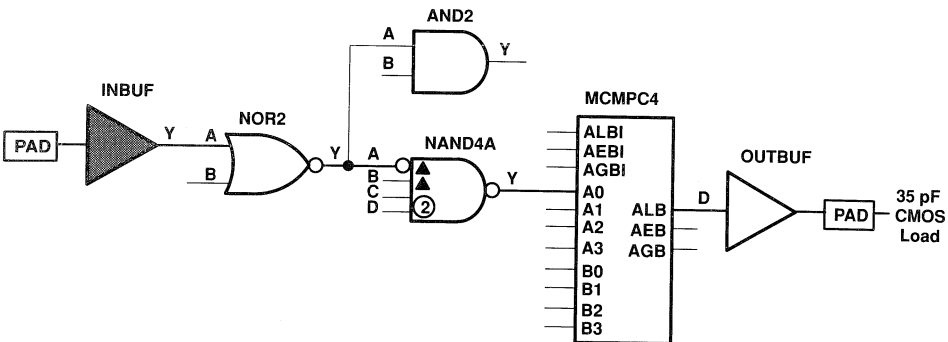 AND2
A
Y
B
INBUF
MCMPC4
NOR2
ALBI
NAND4A
AEBI
OUTBUF
PAD
Y
A
Y
A
AGBI
B
B
Y
A0
D
35 pF
C
A1
ALB
PAD
CMOS
D
2
A2
AEB
Load
A3
AGB
B0
B1
B2
B3